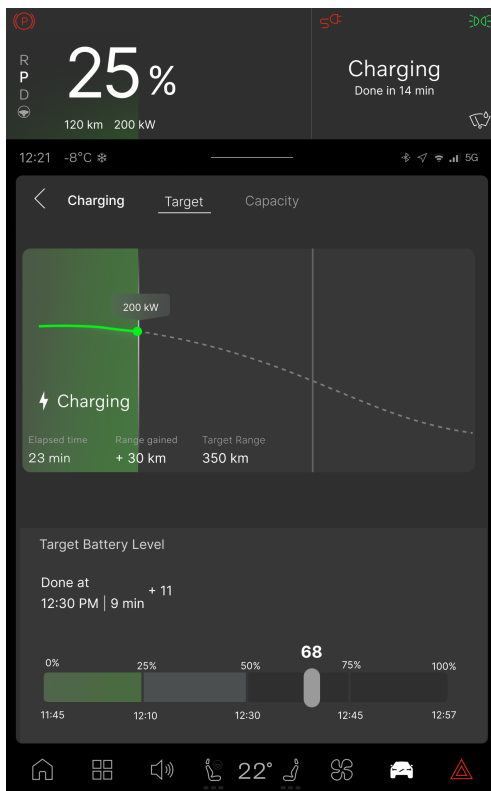 P
R
P
D
25 %
120 km 200 kW
Charging
Done in 14 min
12:21 -8°C
5G
Charging Target Capacity
200 kW
Charging
Elapsed time Range gained Target Range
23 min + 30 km 350 km
Target Battery Level
Done at
12:30 PM | 9 min + 11
68
0% 25% 50% 75% 100%
11:45 12:10 12:30 12:45 12:57
22°